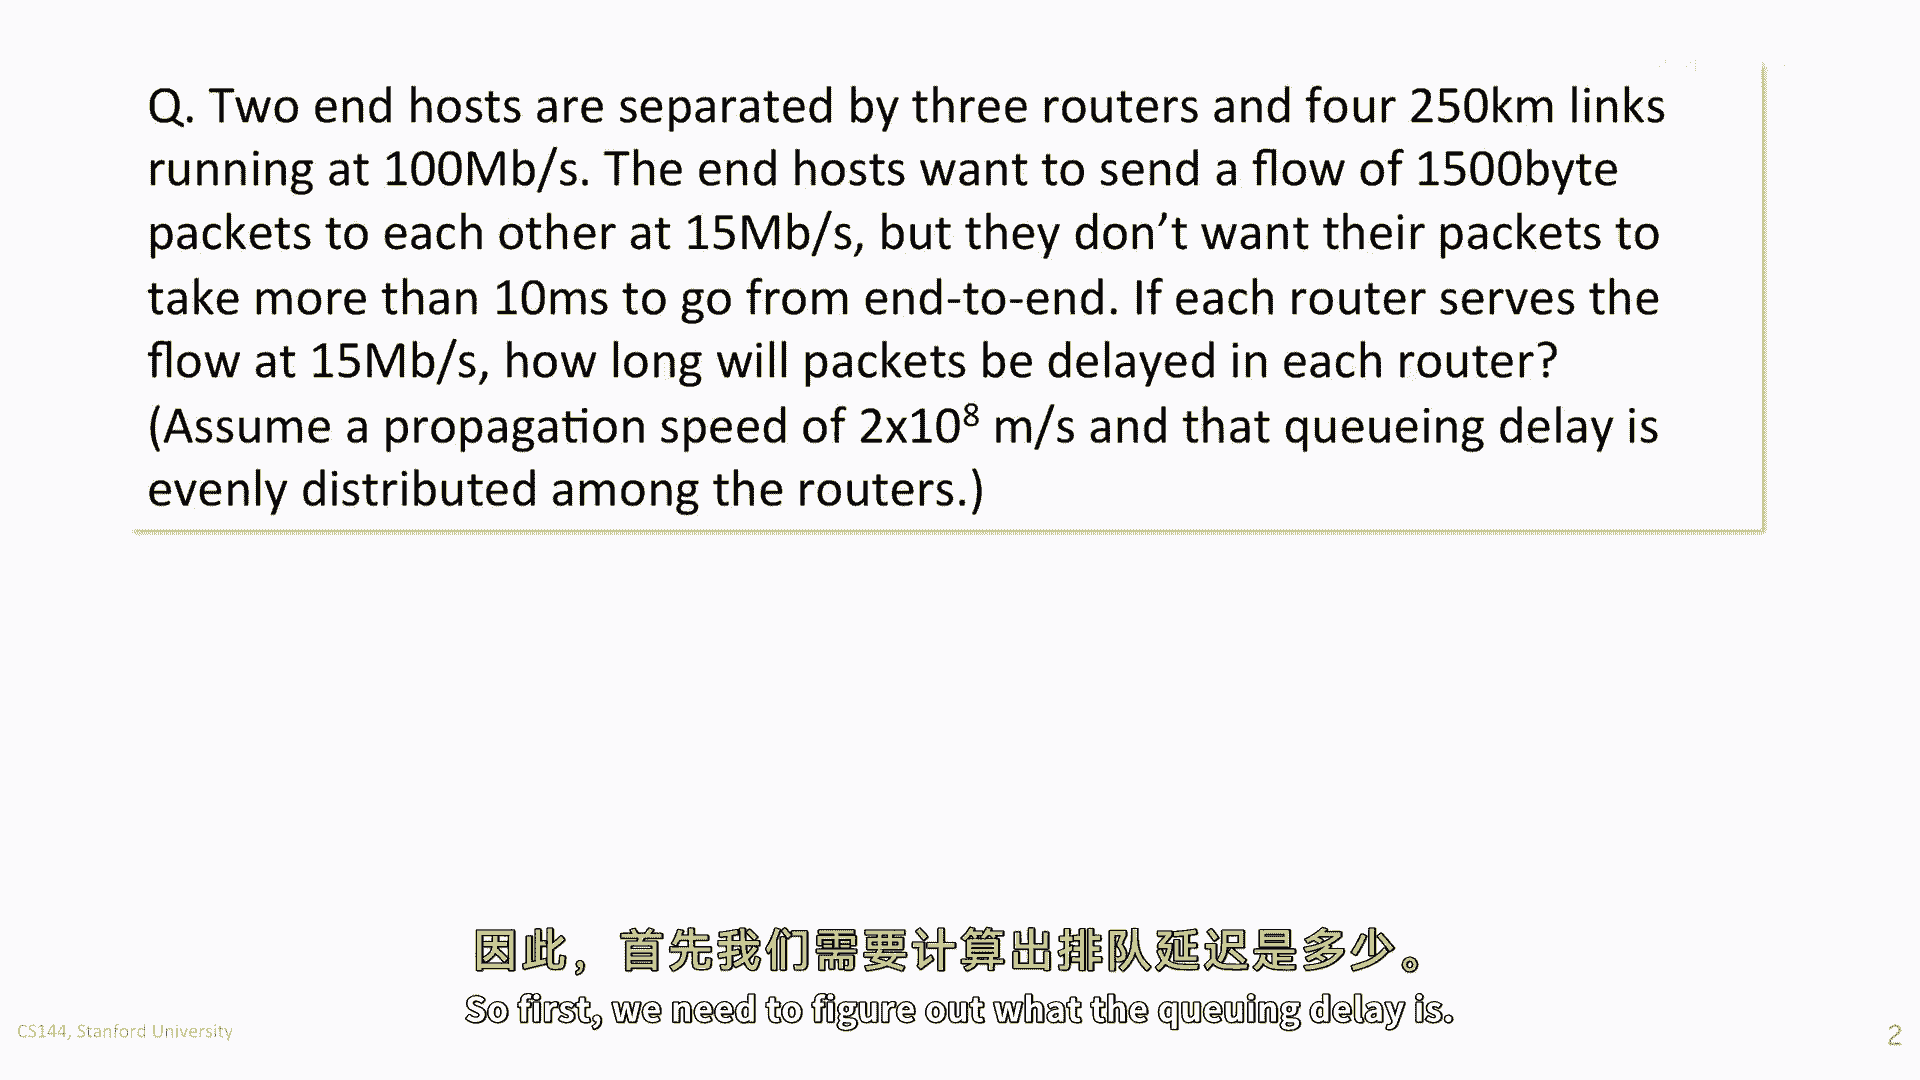 Q. Two end hosts are separated by three routers and four 250km links
running at 100Mb/s. The end hosts want to send a flow of 1500byte
packets to each other at 15Mb/s, but they don’t want their packets to
take more than 10ms to go from end-to-end. If each router serves the
flow at 15Mb/s, how long will packets be delayed in each router?
(Assume a propagation speed of 2x10⁸ m/s and that queueing delay is
evenly distributed among the routers.)
因此，首先我们需要计算出排队延迟是多少。
So first, we need to figure out what the queuing delay is.
CS144, Stanford University
2